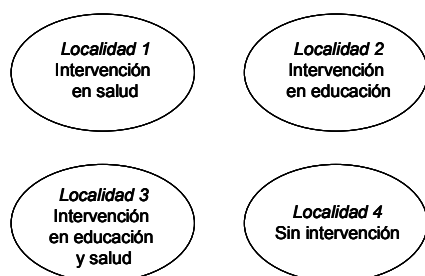 Localidad 1
Intervención
en salud
Localidad 2
Intervención
en educación
Localidad 3
Intervención
en educación
y salud
Localidad 4
Sin intervención